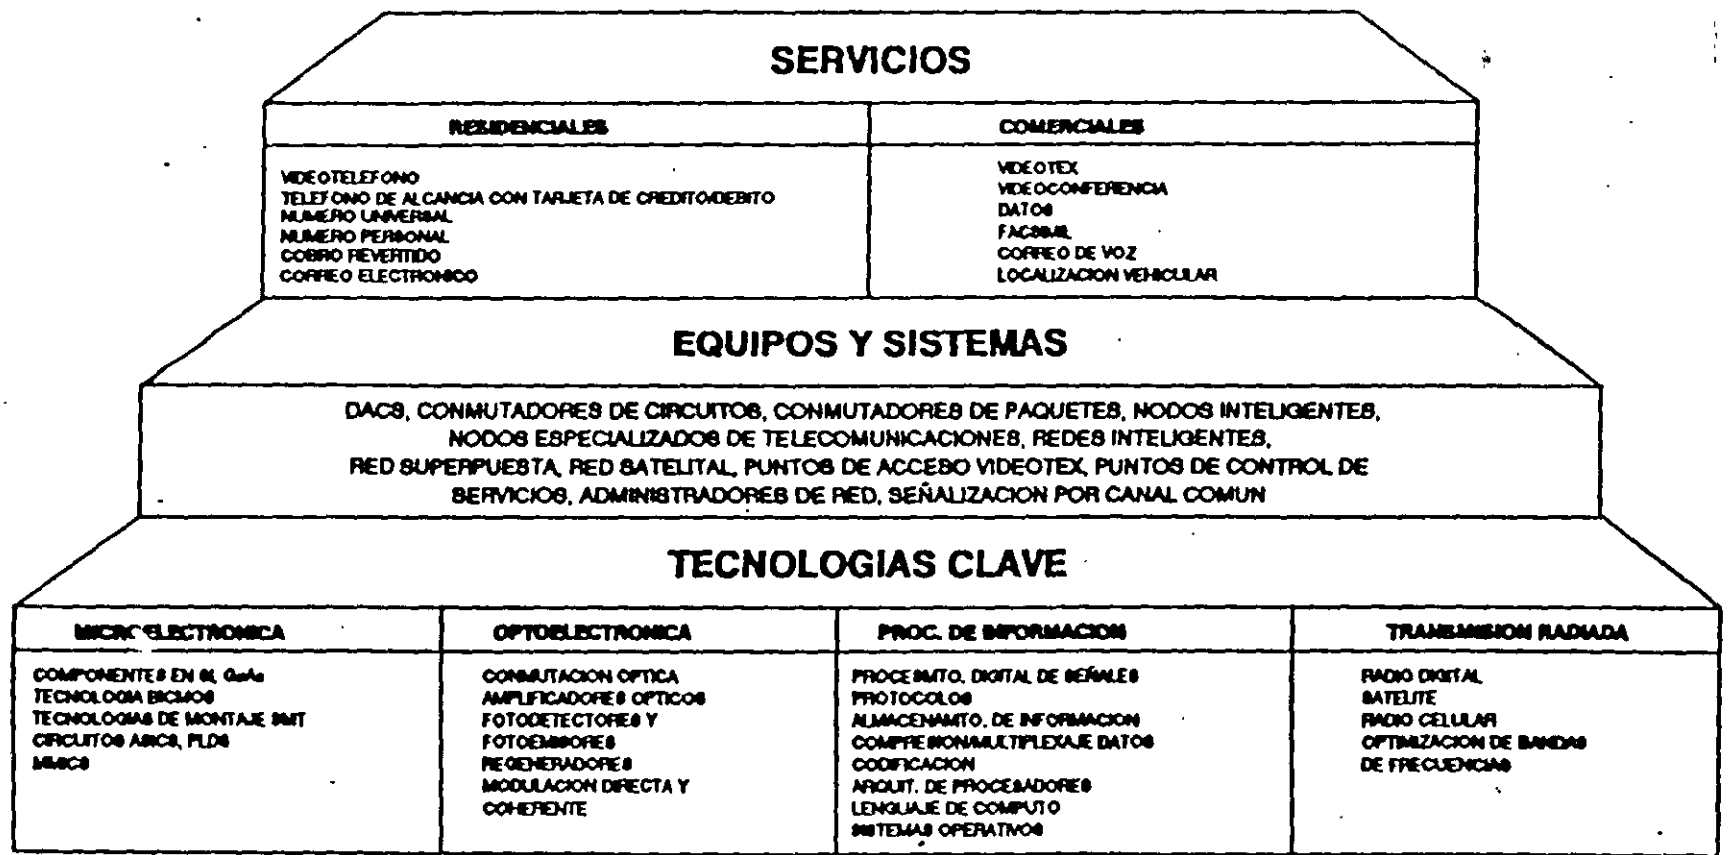 SERVICIOS
RESIDENCIALES
VIDEOTELEFONO
TELEFONO DE ALCANCIA CON TARJETA DE CREDITO/DEBITO
NUMERO UNIVERSAL
NUMERO PERSONAL
COBRO REVERTIDO
CORREO ELECTRONICO
COMERCIALES
VIDEOTEX
VIDEOCONFERENCIA
DATOS
FACSIMIL
CORREO DE VOZ
LOCALIZACION VEHICULAR
EQUIPOS Y SISTEMAS
DACS, CONMUTADORES DE CIRCUITOS, CONMUTADORES DE PAQUETES, NODOS INTELIGENTES,
NODOS ESPECIALIZADOS DE TELECOMUNICACIONES, REDES INTELIGENTES,
RED SUPERPUESTA, RED SATELITAL, PUNTOS DE ACCESO VIDEOTEX, PUNTOS DE CONTROL DE
SERVICIOS, ADMINISTRADORES DE RED, SEÑALIZACION POR CANAL COMUN
TECNOLOGIAS CLAVE
MICROELECTRONICA
COMPONENTES EN SI, GaAs
TECNOLOGIA BICMOS
TECNOLOGIAS DE MONTAJE SMT
CIRCUITOS ASICS, PLDS
MMICS
OPTOELECTRONICA
CONMUTACION OPTICA
AMPLIFICADORES OPTICOS
FOTODETECTORES Y
FOTOEMISORES
REGENERADORES
MODULACION DIRECTA Y
COHERENTE
PROC. DE INFORMACION
PROCESMTO. DIGITAL DE SEÑALES
PROTOCOLOS
ALMACENAMTO. DE INFORMACION
COMPRESION/MULTIPLEXAJE DATOS
CODIFICACION
ARQUIT. DE PROCESADORES
LENGUAJE DE COMPUTO
SISTEMAS OPERATIVOS
TRANSMISION RADIADA
RADIO DIGITAL
SATELITE
RADIO CELULAR
OPTIMIZACION DE BANDAS
DE FRECUENCIAS